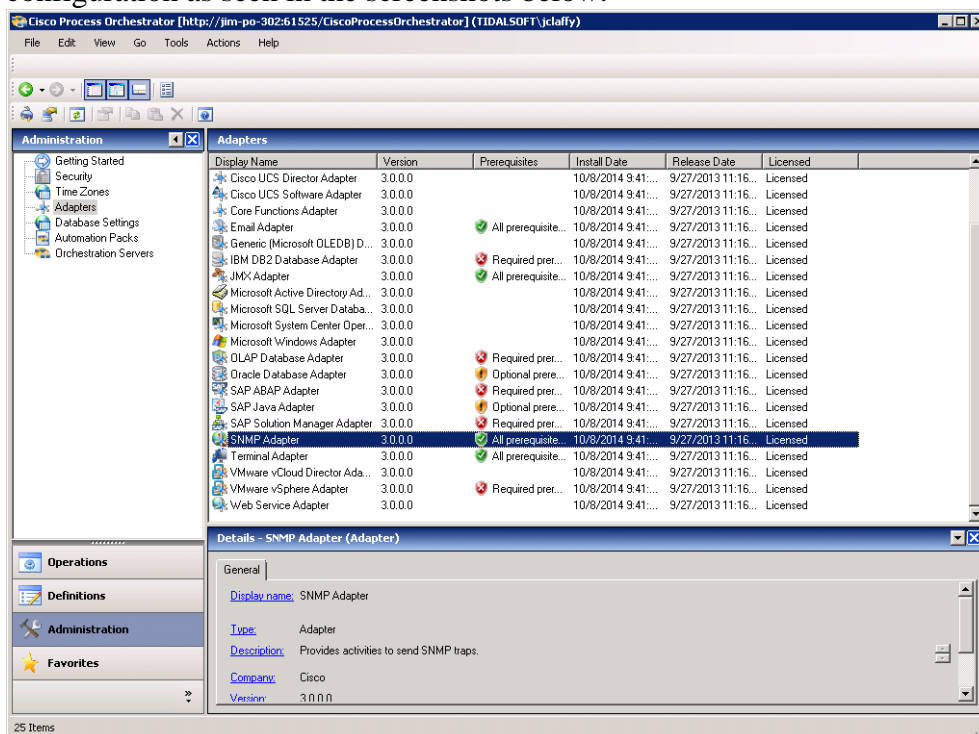 configuration as seen in the screenshots below.
Cisco Process Orchestrator [http://jim-po-302:61525/CiscoProcessOrchestrator] (TIDALSOFT\jclaffy)
File Edit View Go Tools Actions Help
Administration
Getting Started
Security
Time Zones
Adapters
Database Settings
Automation Packs
Orchestration Servers
Adapters
Display Name Version Prerequisites Install Date Release Date Licensed
Cisco UCS Director Adapter 3.0.0.0 10/8/2014 9:41:... 9/27/2013 11:16... Licensed
Cisco UCS Software Adapter 3.0.0.0 10/8/2014 9:41:... 9/27/2013 11:16... Licensed
Core Functions Adapter 3.0.0.0 10/8/2014 9:41:... 9/27/2013 11:16... Licensed
Email Adapter 3.0.0.0 All prerequisite... 10/8/2014 9:41:... 9/27/2013 11:16... Licensed
Generic (Microsoft OLEDB) D... 3.0.0.0 10/8/2014 9:41:... 9/27/2013 11:16... Licensed
IBM DB2 Database Adapter 3.0.0.0 Required prer... 10/8/2014 9:41:... 9/27/2013 11:16... Licensed
JMX Adapter 3.0.0.0 All prerequisite... 10/8/2014 9:41:... 9/27/2013 11:16... Licensed
Microsoft Active Directory Ad... 3.0.0.0 10/8/2014 9:41:... 9/27/2013 11:16... Licensed
Microsoft SQL Server Databa... 3.0.0.0 10/8/2014 9:41:... 9/27/2013 11:16... Licensed
Microsoft System Center Oper... 3.0.0.0 10/8/2014 9:41:... 9/27/2013 11:16... Licensed
Microsoft Windows Adapter 3.0.0.0 10/8/2014 9:41:... 9/27/2013 11:16... Licensed
OLAP Database Adapter 3.0.0.0 Required prer... 10/8/2014 9:41:... 9/27/2013 11:16... Licensed
Oracle Database Adapter 3.0.0.0 Optional prere... 10/8/2014 9:41:... 9/27/2013 11:16... Licensed
SAP ABAP Adapter 3.0.0.0 Required prer... 10/8/2014 9:41:... 9/27/2013 11:16... Licensed
SAP Java Adapter 3.0.0.0 Optional prere... 10/8/2014 9:41:... 9/27/2013 11:16... Licensed
SAP Solution Manager Adapter 3.0.0.0 Required prer... 10/8/2014 9:41:... 9/27/2013 11:16... Licensed
SNMP Adapter 3.0.0.0 All prerequisite... 10/8/2014 9:41:... 9/27/2013 11:16... Licensed
Terminal Adapter 3.0.0.0 All prerequisite... 10/8/2014 9:41:... 9/27/2013 11:16... Licensed
VMware vCloud Director Ada... 3.0.0.0 10/8/2014 9:41:... 9/27/2013 11:16... Licensed
VMware vSphere Adapter 3.0.0.0 Required prer... 10/8/2014 9:41:... 9/27/2013 11:16... Licensed
Web Service Adapter 3.0.0.0 10/8/2014 9:41:... 9/27/2013 11:16... Licensed
Operations
Definitions
Administration
Favorites
Details - SNMP Adapter (Adapter)
General
Display name: SNMP Adapter
Type: Adapter
Description: Provides activities to send SNMP traps.
Company: Cisco
Version: 3.0.0.0
25 Items